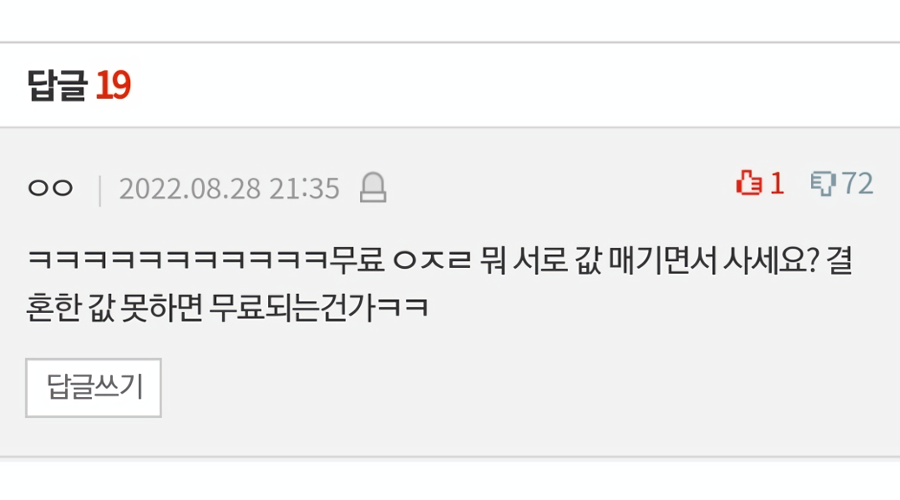 답글 19
ㅇㅇ 2022.08.28 21:35 1 72
ㅋㅋㅋㅋㅋㅋㅋㅋㅋㅋㅋ무료 ㅇㅈㄹ 뭐 서로 값 매기면서 사세요? 결
혼한 값 못하면 무료되는건가ㅋㅋ
답글쓰기